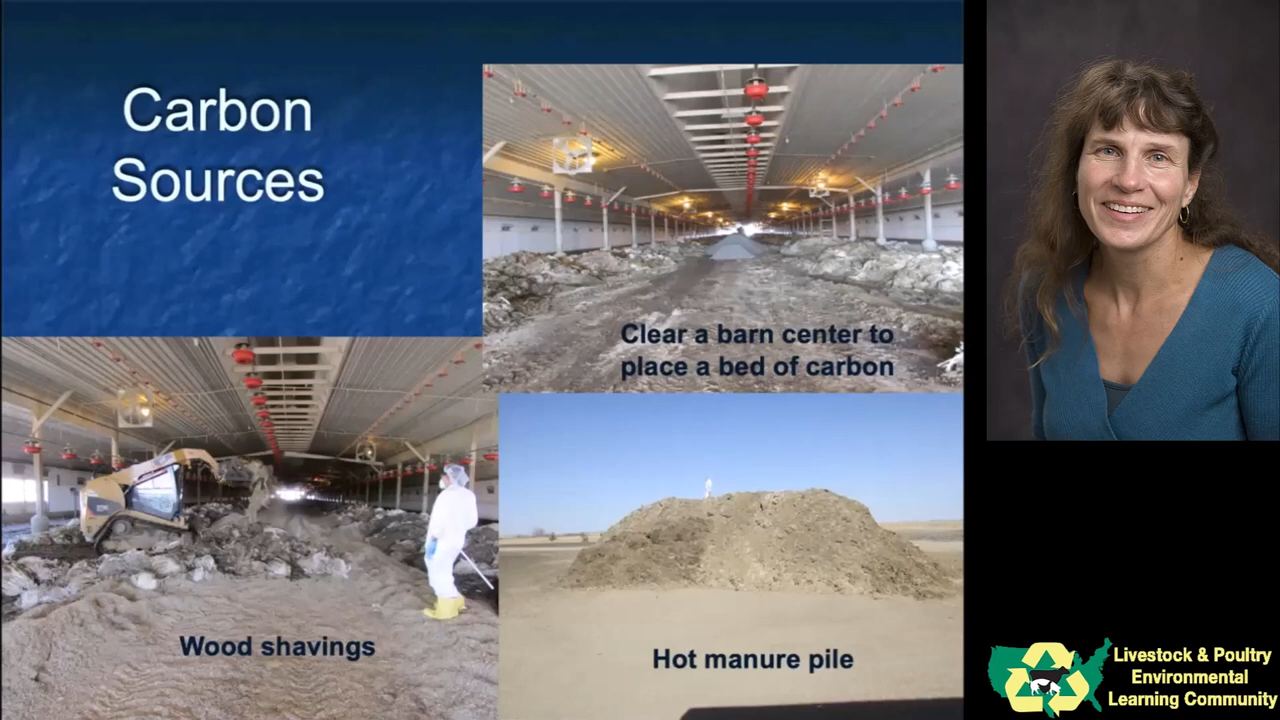 Carbon
Sources
Clear a barn center to
place a bed of carbon
Wood shavings
Hot manure pile
Livestock & Poultry
Environmental
Learning Community